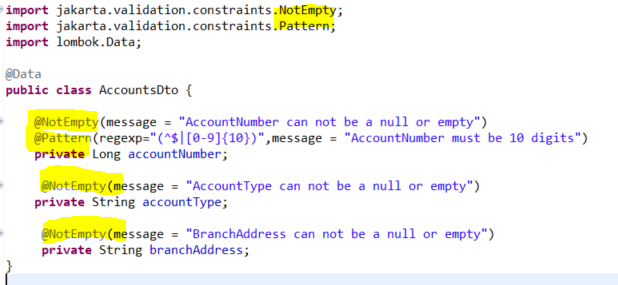 import jakarta.validation.constraints.NotEmpty;
import jakarta.validation.constraints.Pattern;
import lombok.Data;
@Data
public class AccountsDto {
@NotEmpty(message = "AccountNumber can not be a null or empty")
@Pattern(regexp="(^$|[0-9]{10})",message = "AccountNumber must be 10 digits")
private Long accountNumber;
@NotEmpty(message = "AccountType can not be a null or empty")
private String accountType;
@NotEmpty(message = "BranchAddress can not be a null or empty")
private String branchAddress;
}